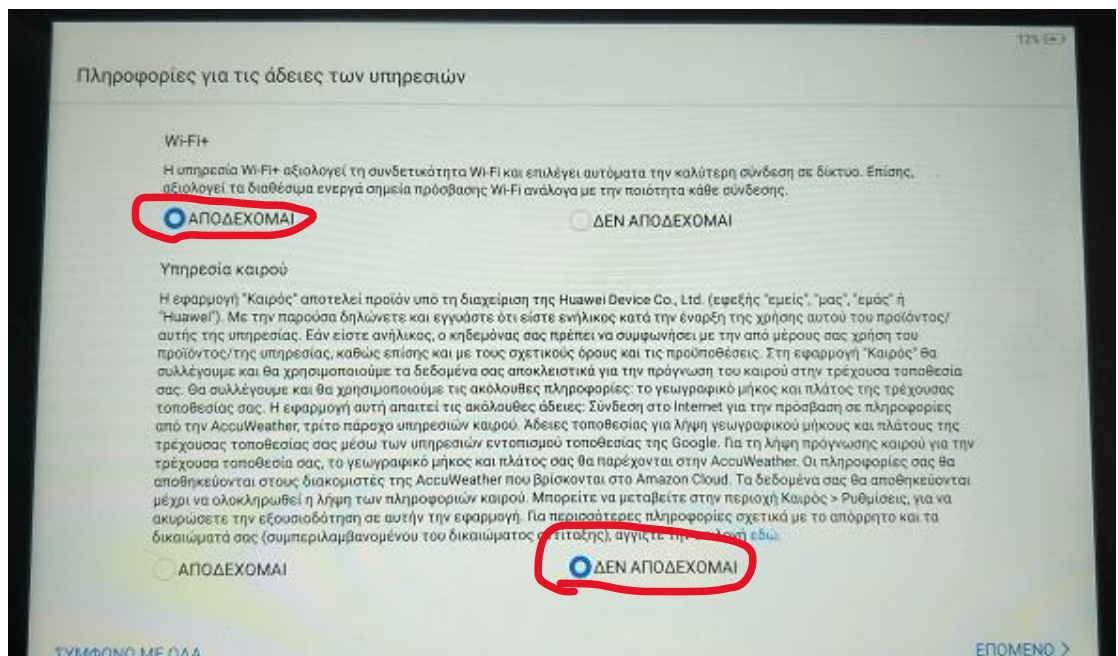 12%
Πληροφορίες για τις άδειες των υπηρεσιών
Wi-Fi+
Η υπηρεσία Wi-Fi+ αξιολογεί τη συνδετικότητα Wi-Fi και επιλέγει αυτόματα την καλύτερη σύνδεση σε δίκτυο. Επίσης,
αξιολογεί τα διαθέσιμα ενεργά σημεία πρόσβασης Wi-Fi ανάλογα με την ποιότητα κάθε σύνδεσης.
ΑΠΟΔΕΧΟΜΑΙ ΔΕΝ ΑΠΟΔΕΧΟΜΑΙ
Υπηρεσία καιρού
Η εφαρμογή "Καιρός" αποτελεί προϊόν υπό τη διαχείριση της Huawei Device Co., Ltd. (εφεξής "εμείς", "μας", "εμάς" ή
"Huawei"). Με την παρούσα δηλώνετε και εγγυάστε ότι είστε ενήλικος κατά την έναρξη της χρήσης αυτού του προϊόντος/
αυτής της υπηρεσίας. Εάν είστε ανήλικος, ο κηδεμόνας σας πρέπει να συμφωνήσει με την από μέρους σας χρήση του
προϊόντος/της υπηρεσίας, καθώς επίσης και με τους σχετικούς όρους και τις προϋποθέσεις. Στη εφαρμογή "Καιρός" θα
συλλέγουμε και θα χρησιμοποιούμε τα δεδομένα σας αποκλειστικά για την πρόγνωση του καιρού στην τρέχουσα τοποθεσία
σας. Θα συλλέγουμε και θα χρησιμοποιούμε τις ακόλουθες πληροφορίες: το γεωγραφικό μήκος και πλάτος της τρέχουσας
τοποθεσίας σας. Η εφαρμογή αυτή απαιτεί τις ακόλουθες άδειες: Σύνδεση στο Internet για την πρόσβαση σε πληροφορίες
από την AccuWeather, τρίτο πάροχο υπηρεσιών καιρού. Άδειες τοποθεσίας για λήψη γεωγραφικού μήκους και πλάτους της
τρέχουσας τοποθεσίας σας μέσω των υπηρεσιών εντοπισμού τοποθεσίας της Google. Για τη λήψη πρόγνωσης καιρού για την
τρέχουσα τοποθεσία σας, το γεωγραφικό μήκος και πλάτος σας θα παρέχονται στην AccuWeather. Οι πληροφορίες σας θα
αποθηκεύονται στους διακομιστές της AccuWeather που βρίσκονται στο Amazon Cloud. Τα δεδομένα σας θα αποθηκεύονται
μέχρι να ολοκληρωθεί η λήψη των πληροφοριών καιρού. Μπορείτε να μεταβείτε στην περιοχή Καιρός > Ρυθμίσεις, για να
ακυρώσετε την εξουσιοδότηση σε αυτήν την εφαρμογή. Για περισσότερες πληροφορίες σχετικά με το απόρρητο και τα
δικαιώματά σας (συμπεριλαμβανομένου του δικαιώματος αντίταξης), αγγίξτε την επιλογή εδώ.
ΑΠΟΔΕΧΟΜΑΙ ΔΕΝ ΑΠΟΔΕΧΟΜΑΙ
ΣΥΜΦΩΝΩ ΜΕ ΟΛΑ ΕΠΟΜΕΝΟ >